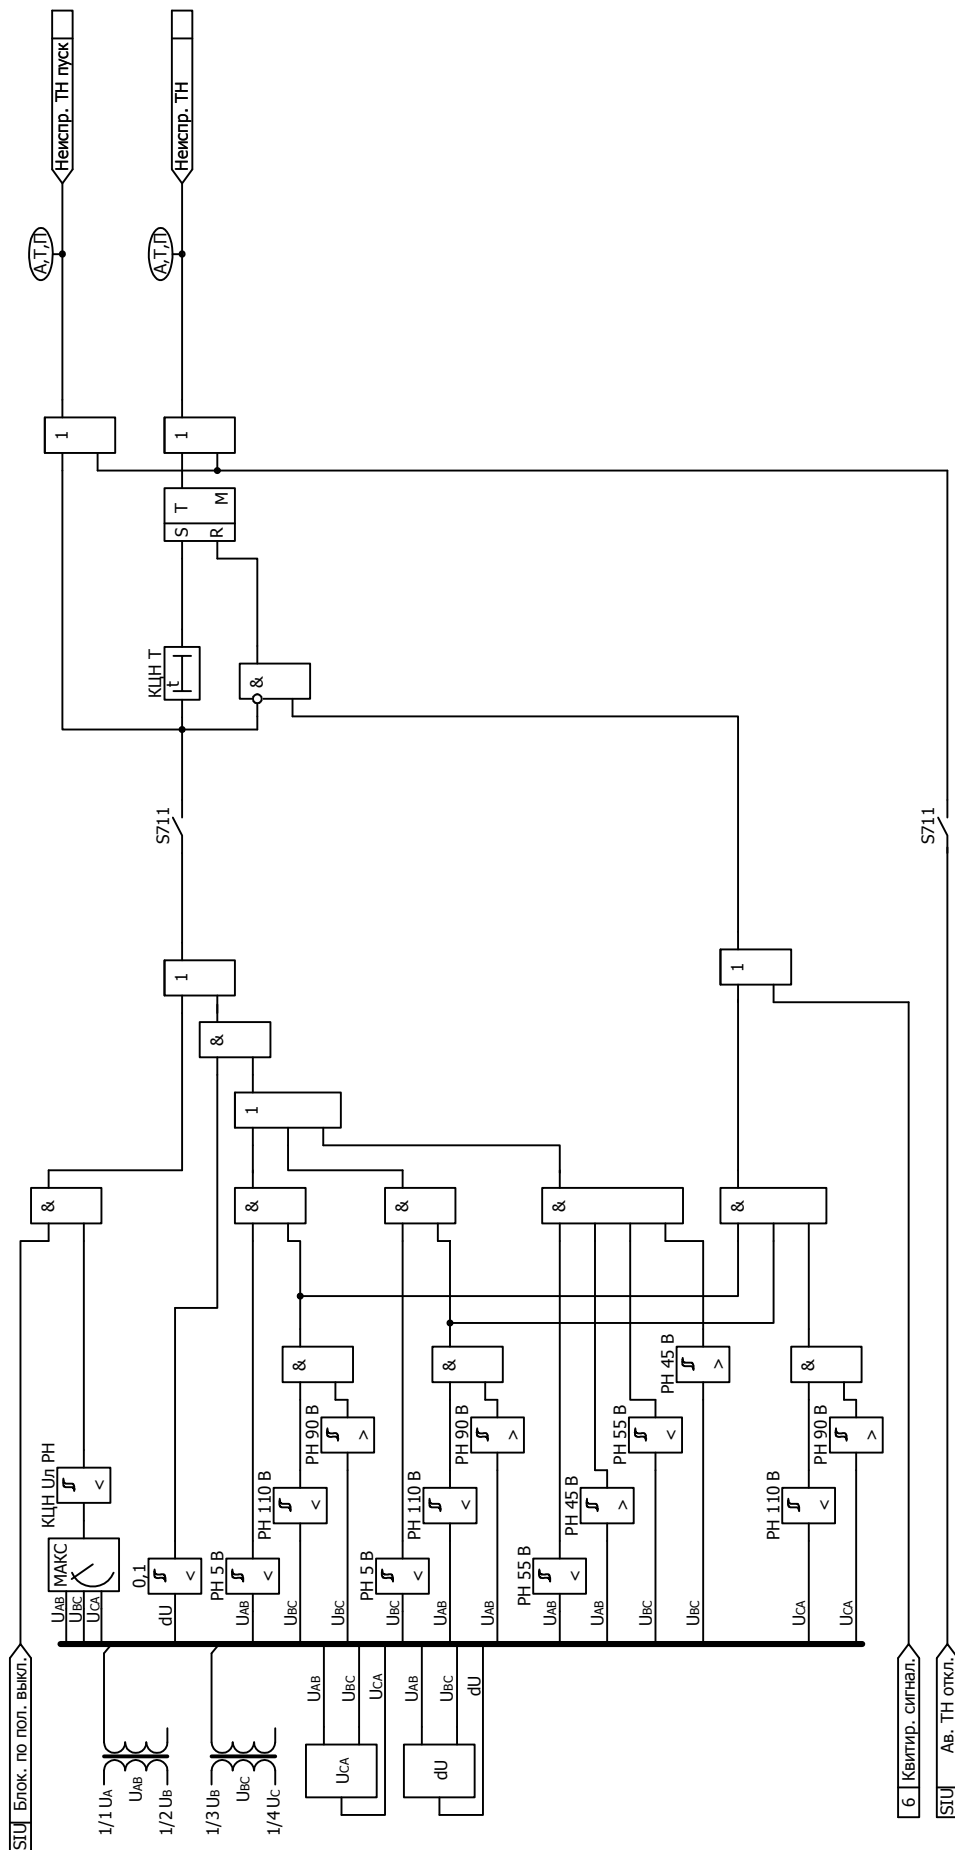 Неиспр. ТН пуск
Неиспр. ТН
А,Т,П
А,Т,П
1
1
S
T
R
M
КЦН Т
t
&
S711
S711
1
1
&
1
&
&
&
&
&
&
&
КЦН Uл РН
<
МАКС
UAB
UBC
UCA
0,1
<
dU
РН 5 В
<
UAB
РН 110 В
<
UBC
РН 90 В
>
UBC
РН 5 В
<
UBC
РН 110 В
<
UAB
РН 90 В
>
UAB
РН 55 В
<
UAB
РН 45 В
>
UAB
РН 55 В
<
UBC
РН 45 В
>
UBC
РН 110 В
<
UCA
РН 90 В
>
UCA
SIU Блок. по пол. выкл.
1/1 UA
UAB
1/2 UB
1/3 UB
UBC
1/4 UC
UAB
UBC
UCA
UCA
UAB
UBC
dU
dU
6 Квитир. сигнал.
SIU Ав. ТН откл.